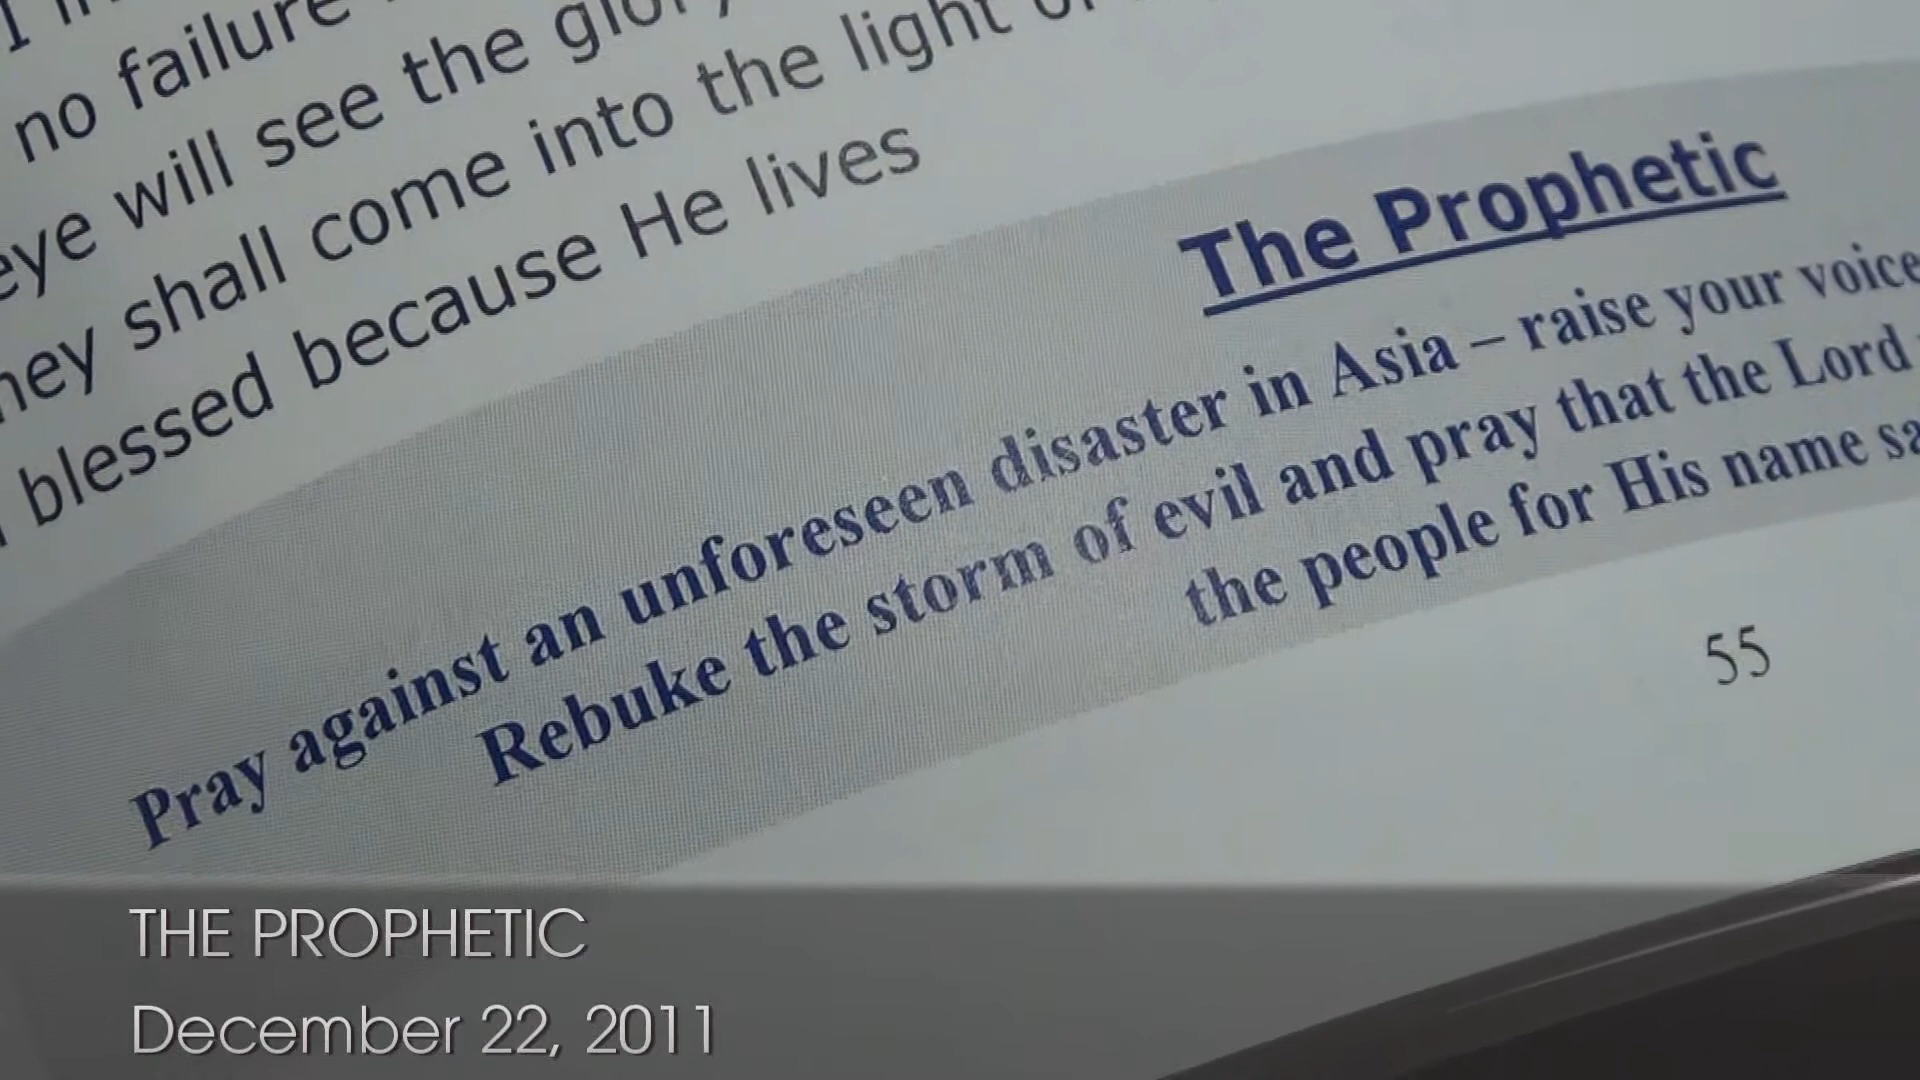 no failure
eye will see the glory
shall come into the light
blessed because He lives
The Prophetic
Pray against an unforeseen disaster in Asia – raise your voice
Rebuke the storm of evil and pray that the Lord
the people for His name
55
THE PROPHETIC
December 22, 2011